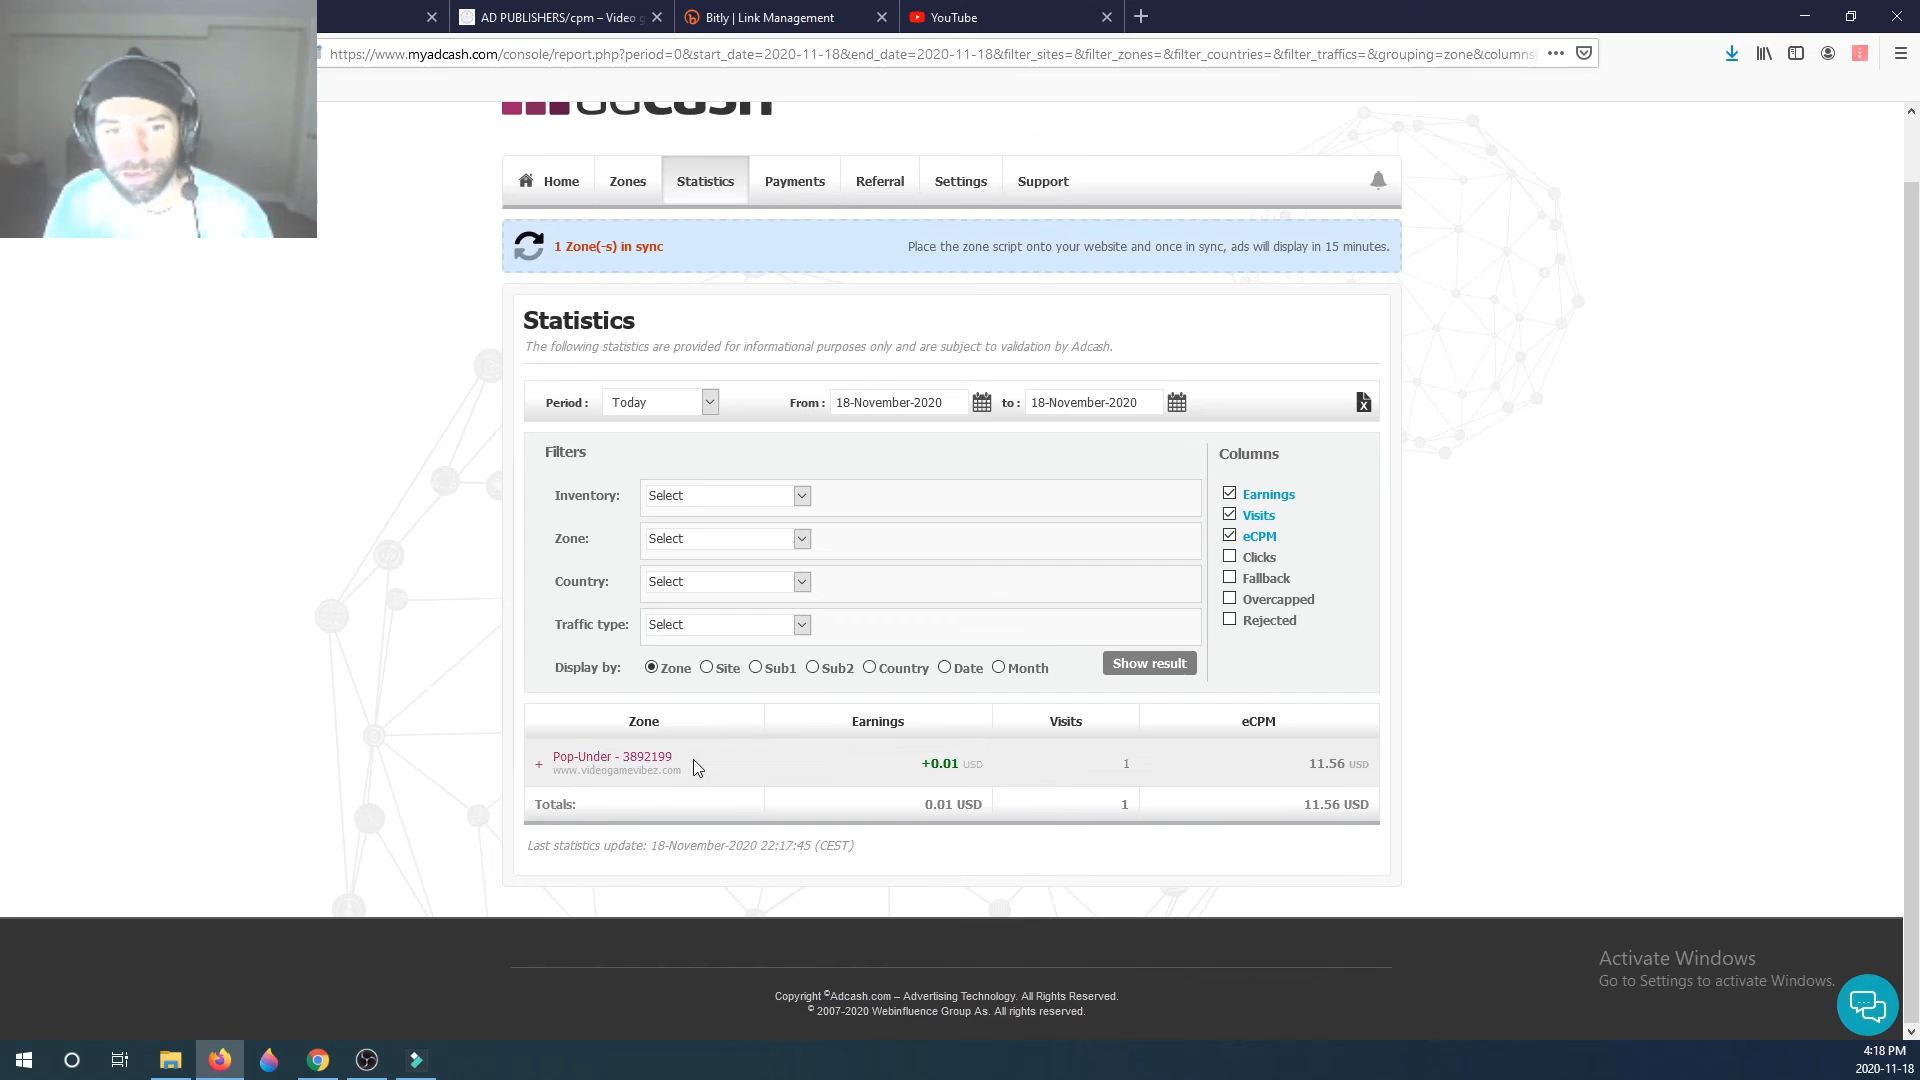 AD PUBLISHERS/cpm – Video g
Bitly | Link Management
YouTube
https://www.myadcash.com/console/report.php?period=0&start_date=2020-11-18&end_date=2020-11-18&filter_sites=&filter_zones=&filter_countries=&filter_traffics=&grouping=zone&columns
adcash
Home Zones Statistics Payments Referral Settings Support
1 Zone(-s) in sync Place the zone script onto your website and once in sync, ads will display in 15 minutes.
Statistics
The following statistics are provided for informational purposes only and are subject to validation by Adcash.
Period : Today From : 18-November-2020 to : 18-November-2020
Filters
Columns
Inventory: Select
Zone: Select
Country: Select
Traffic type: Select
Display by: Zone Site Sub1 Sub2 Country Date Month Show result
Earnings
Visits
eCPM
Clicks
Fallback
Overcapped
Rejected
Zone Earnings Visits eCPM
+ Pop-Under - 3892199 +0.01 USD 1 11.56 USD
www.videogamevibez.com
Totals: 0.01 USD 1 11.56 USD
Last statistics update: 18-November-2020 22:17:45 (CEST)
Copyright ©Adcash.com – Advertising Technology. All Rights Reserved.
© 2007-2020 Webinfluence Group As. All rights reserved.
Activate Windows
Go to Settings to activate Windows.
4:18 PM
2020-11-18